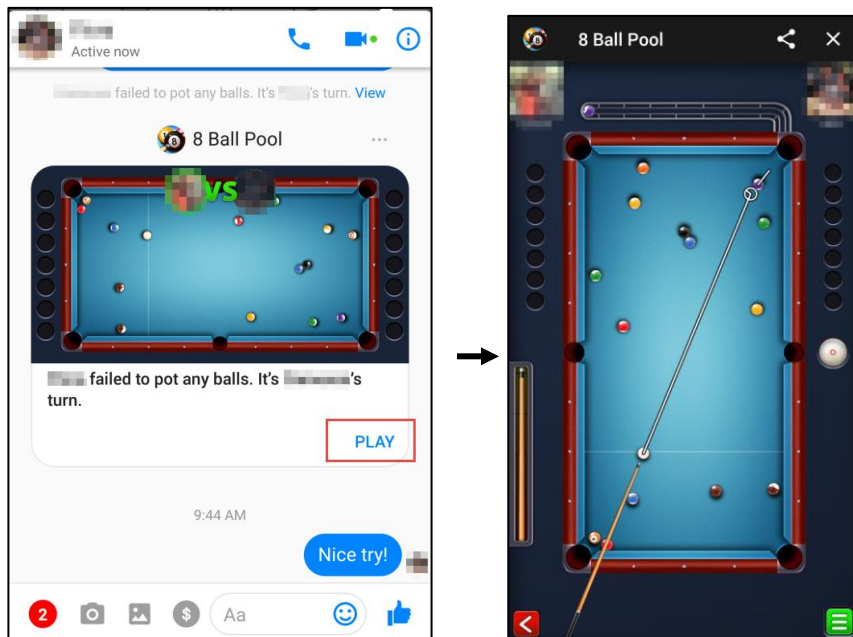 Active now
failed to pot any balls. It's 's turn. View
8 Ball Pool
vs
failed to pot any balls. It's 's
turn.
PLAY
9:44 AM
Nice try!
2
$
Aa
8 Ball Pool